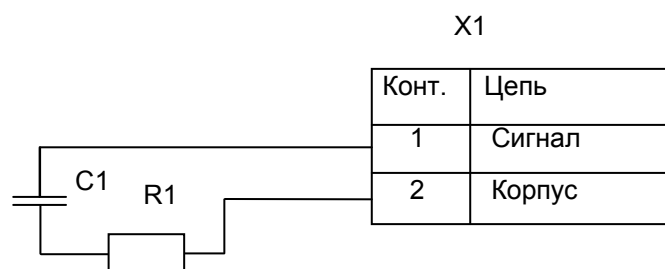 X1
Конт. Цепь
1 Сигнал
C1
2 Корпус
R1